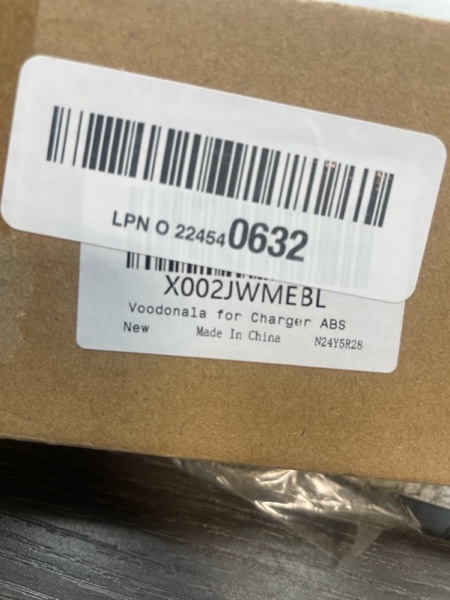 LPN O 224540632
X002JWMEBL
Voodonala for Charger ABS
New
Made In China
N24Y5R28